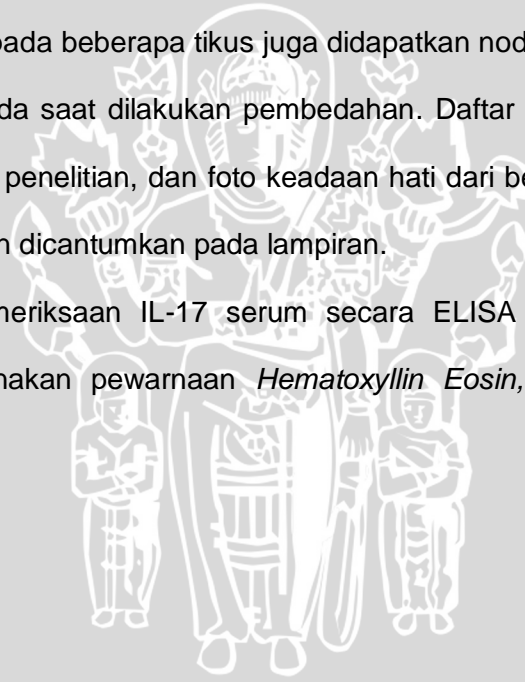 pada beberapa tikus juga didapatkan nod
da saat dilakukan pembedahan. Daftar
penelitian, dan foto keadaan hati dari be
n dicantumkan pada lampiran.
meriksaan IL-17 serum secara ELISA
nakan pewarnaan Hematoxyllin Eosin,